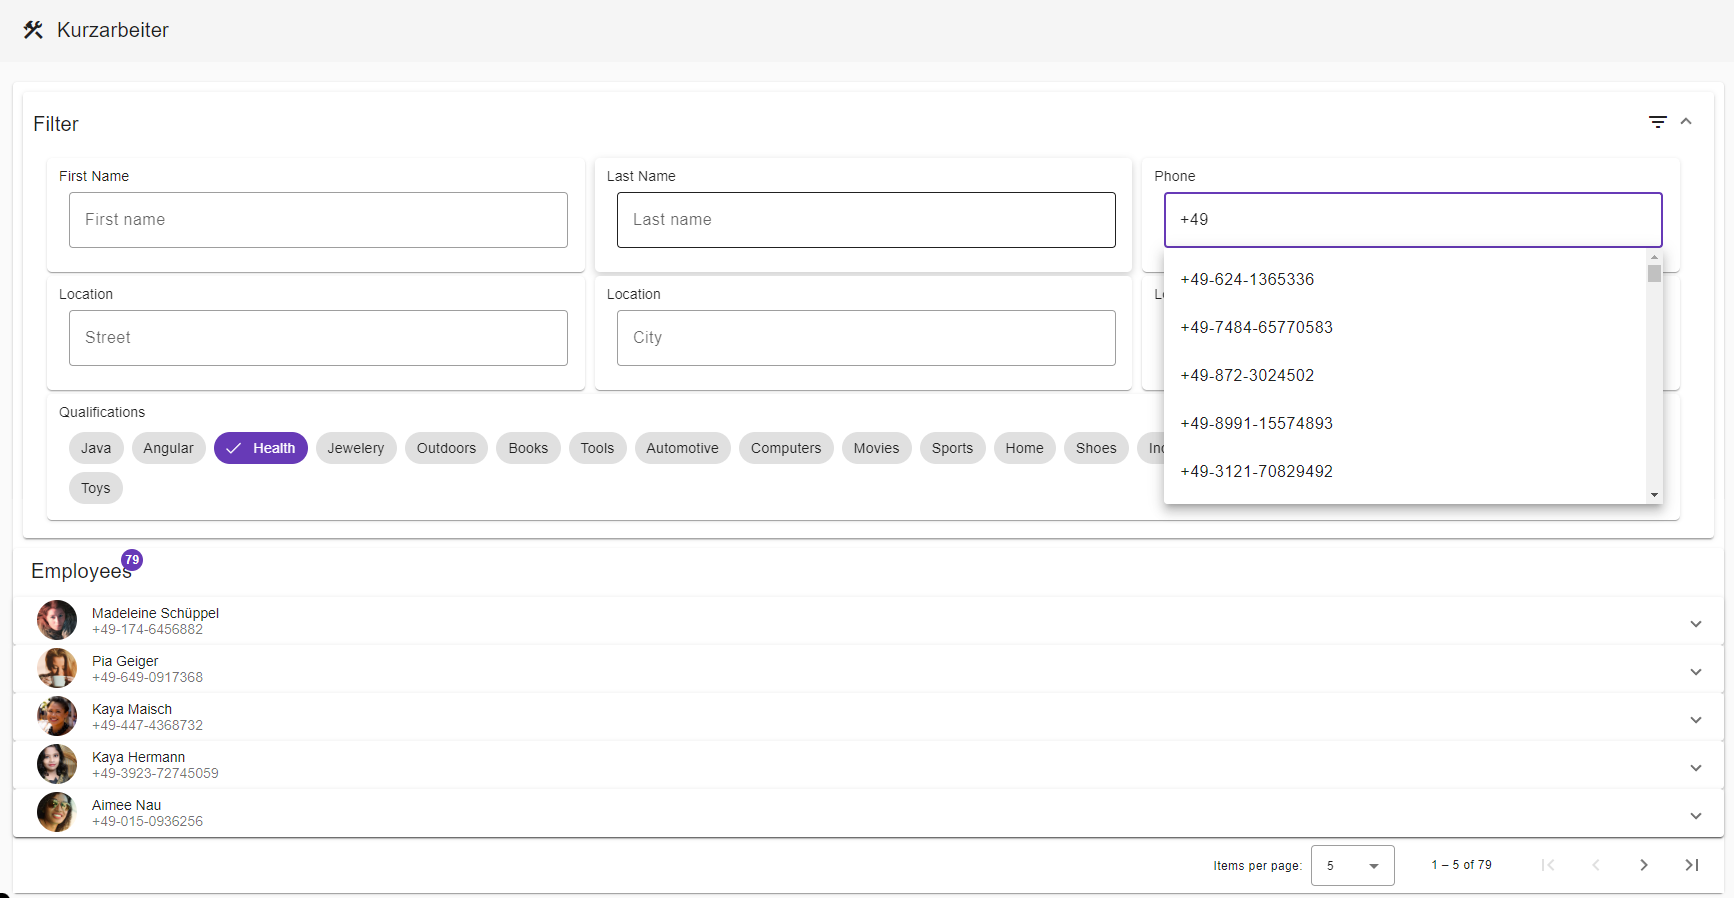 Kurzarbeiter
Filter
First Name
First name
Last Name
Last name
Phone
+49
+49-624-1365336
+49-7484-65770583
+49-872-3024502
+49-8991-15574893
+49-3121-70829492
Location
Street
Location
City
Qualifications
Java Angular Health Jewelery Outdoors Books Tools Automotive Computers Movies Sports Home Shoes
Toys
Employees 79
Madeleine Schüppel
+49-174-6456882
Pia Geiger
+49-649-0917368
Kaya Maisch
+49-447-4368732
Kaya Hermann
+49-3923-72745059
Aimee Nau
+49-015-0936256
Items per page: 5 1 – 5 of 79